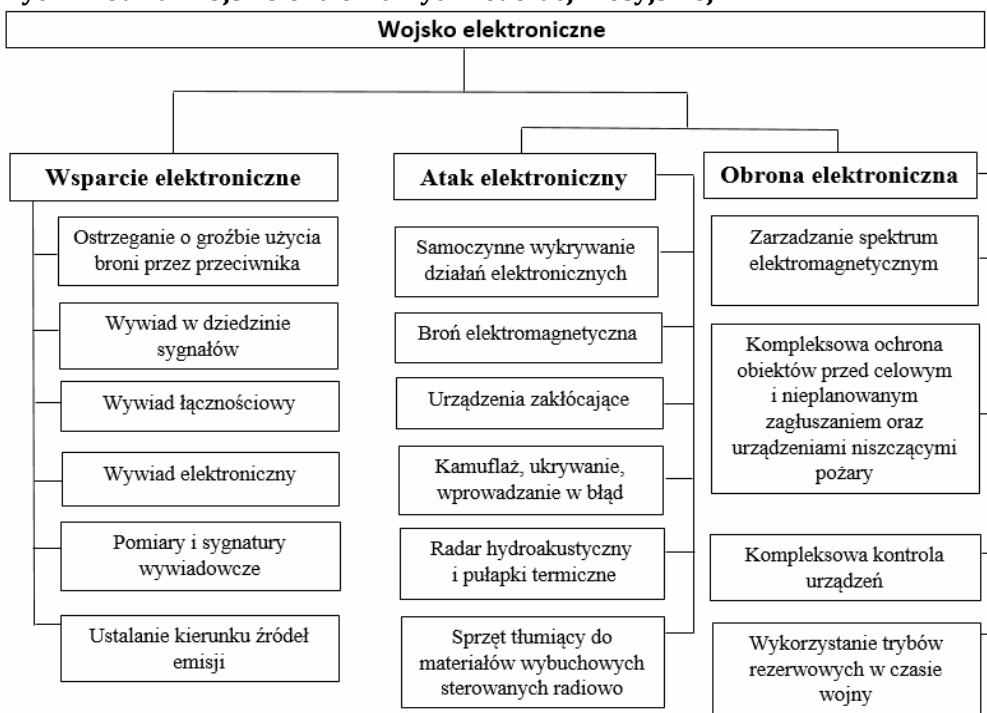 Wojsko elektroniczne
Wsparcie elektroniczne
Ostrzeganie o groźbie użycia
broni przez przeciwnika
Wywiad w dziedzinie
sygnałów
Wywiad łącznościowy
Wywiad elektroniczny
Pomiary i sygnatury
wywiadowcze
Ustalanie kierunku źródeł
emisji
Atak elektroniczny
Samoczynne wykrywanie
działań elektronicznych
Broń elektromagnetyczna
Urządzenia zakłócające
Kamuflaż, ukrywanie,
wprowadzanie w błąd
Radar hydroakustyczny
i pułapki termiczne
Sprzęt tłumiący do
materiałów wybuchowych
sterowanych radiowo
Obrona elektroniczna
Zarzadzanie spektrum
elektromagnetycznym
Kompleksowa ochrona
obiektów przed celowym
i nieplanowanym
zagłuszaniem oraz
urządzeniami niszczącymi
pożary
Kompleksowa kontrola
urządzeń
Wykorzystanie trybów
rezerwowych w czasie
wojny